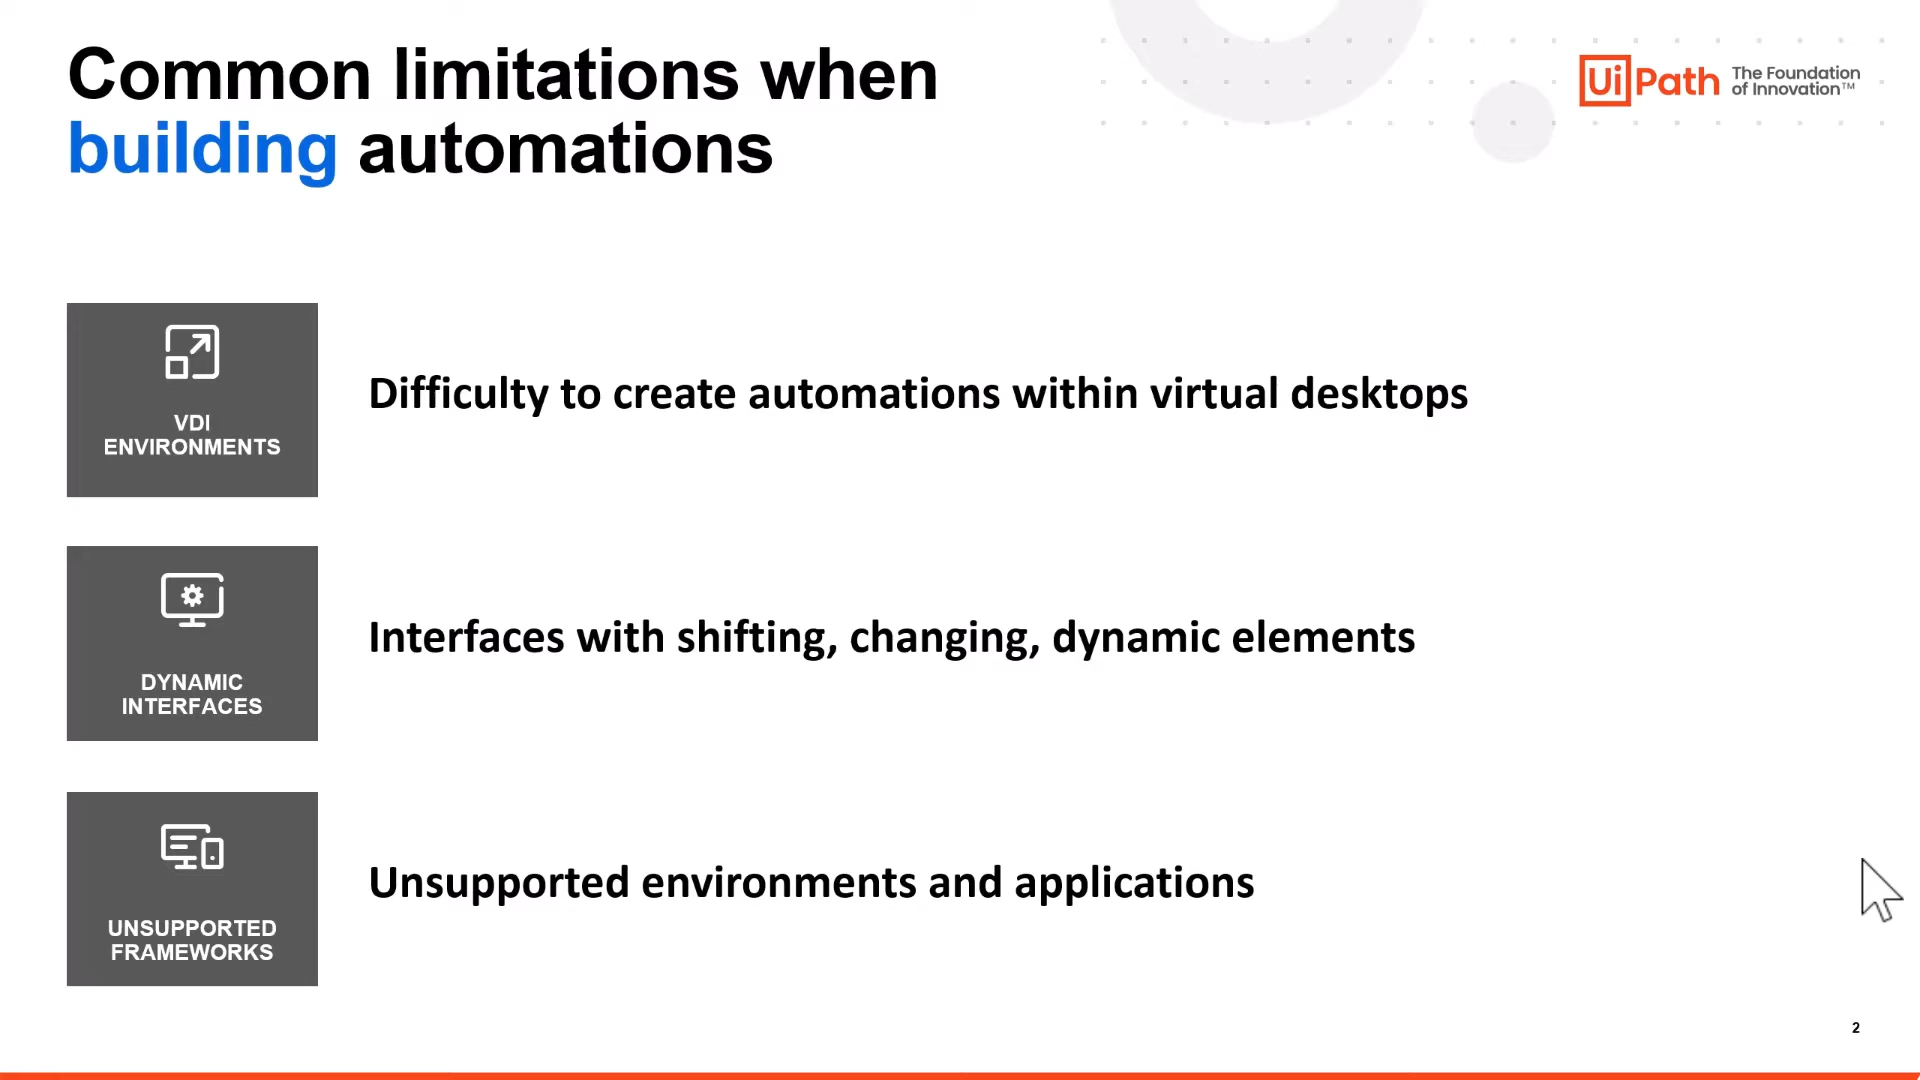 Common limitations when
building automations
UiPath
The Foundation
of Innovation™
VDI
ENVIRONMENTS
Difficulty to create automations within virtual desktops
DYNAMIC
INTERFACES
Interfaces with shifting, changing, dynamic elements
UNSUPPORTED
FRAMEWORKS
Unsupported environments and applications
2